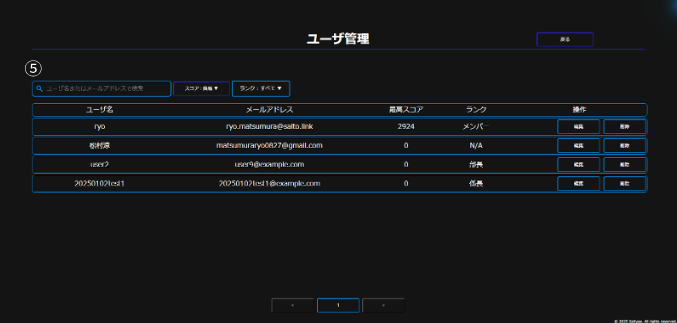 ユーザ管理
戻る
⑤
ユーザ名またはメールアドレスで検索
スコア : 降順 ▼
ランク : すべて ▼
ユーザ名 メールアドレス 最高スコア ランク 操作
ryo ryo.matsumura@saito.link 2924 メンバー 編集 削除
松村涼 matsumuraryo0827@gmail.com 0 N/A 編集 削除
user2 user9@example.com 0 部長 編集 削除
20250102test1 20250102test1@example.com 0 係長 編集 削除
< 1 >
All rights reserved.